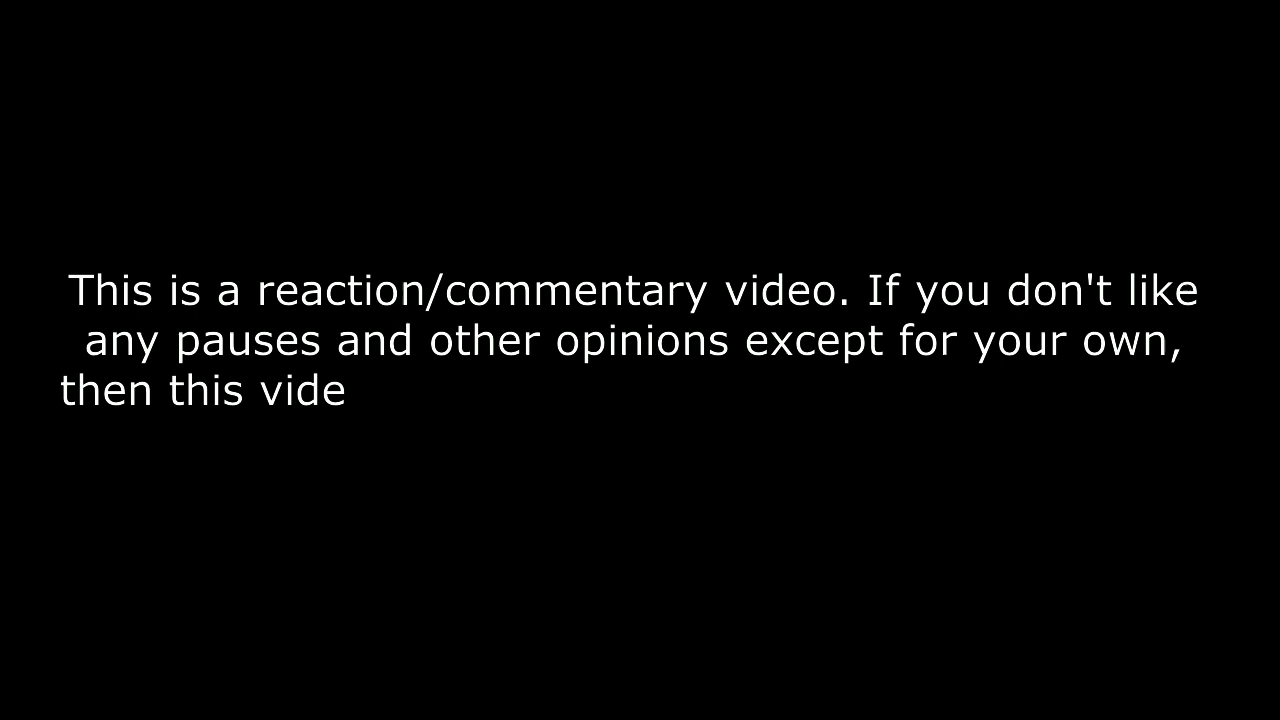 This is a reaction/commentary video. If you don't like
any pauses and other opinions except for your own,
then this vide